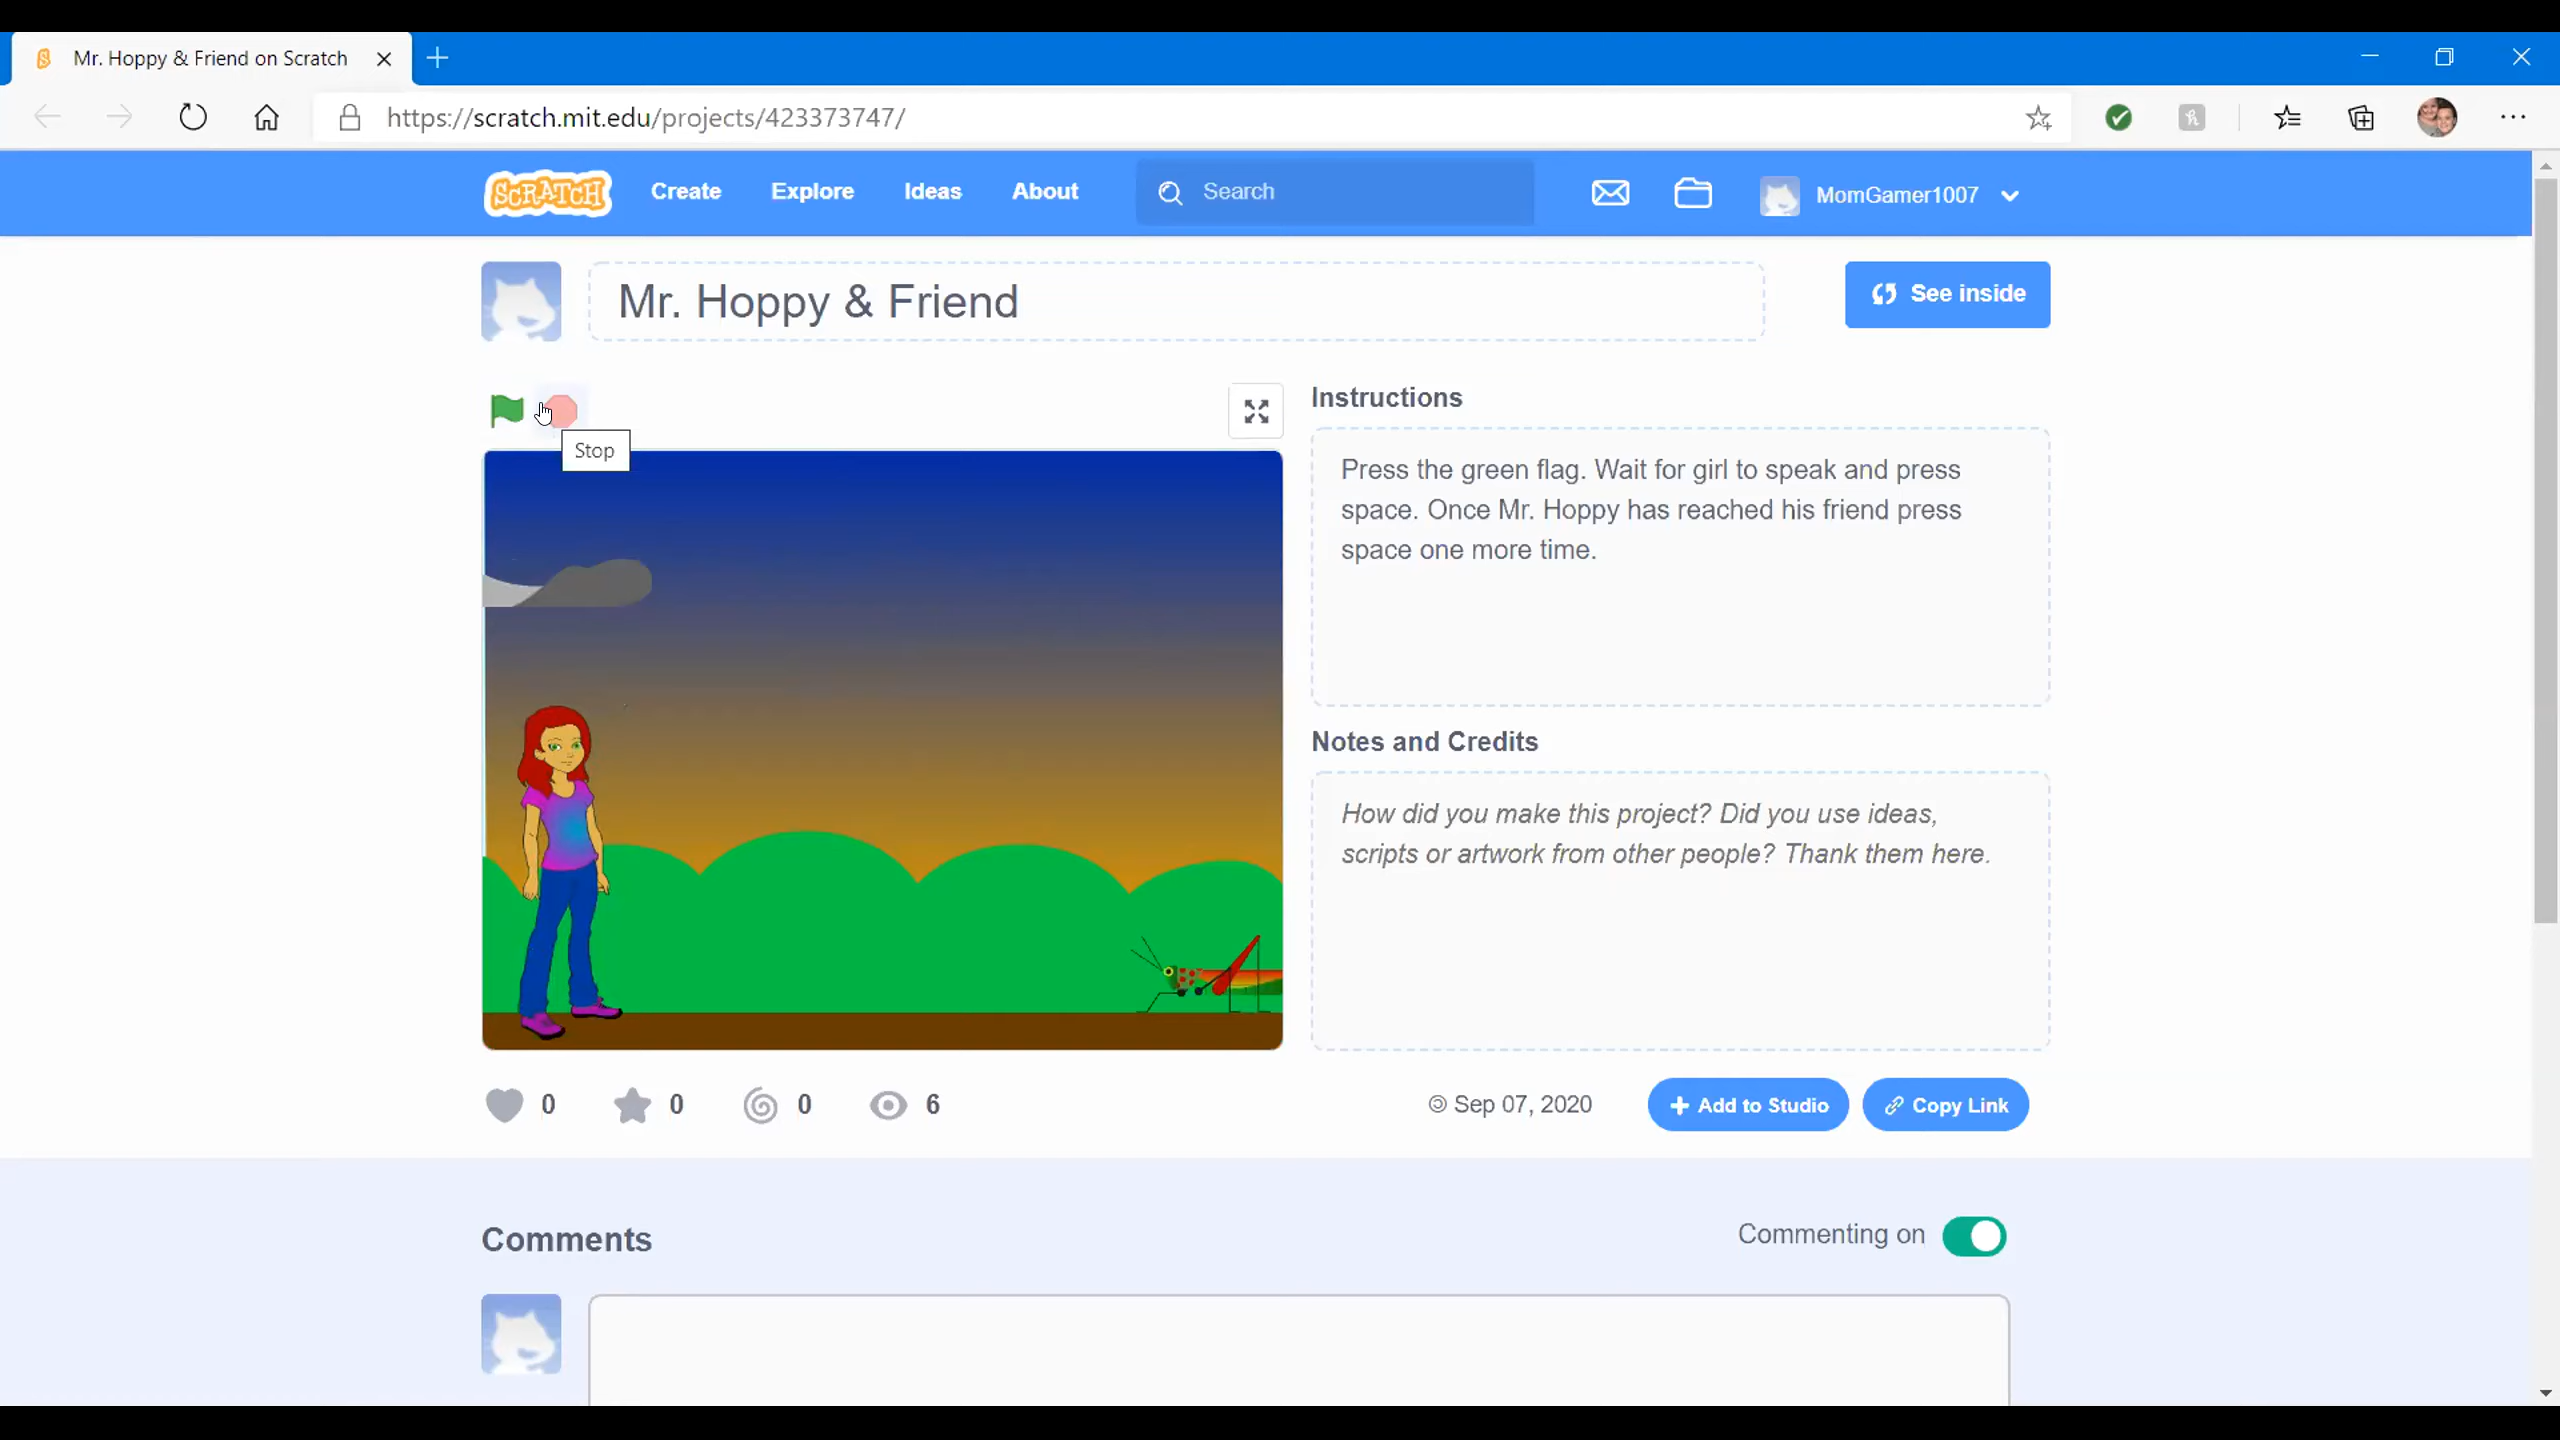 Mr. Hoppy & Friend on Scratch
https://scratch.mit.edu/projects/423373747/
SCRATCH
Create
Explore
Ideas
About
Search
MomGamer1007
Mr. Hoppy & Friend
See inside
Stop
Instructions
Press the green flag. Wait for girl to speak and press
space. Once Mr. Hoppy has reached his friend press
space one more time.
Notes and Credits
How did you make this project? Did you use ideas,
scripts or artwork from other people? Thank them here.
0
0
0
6
© Sep 07, 2020
Add to Studio
Copy Link
Comments
Commenting on